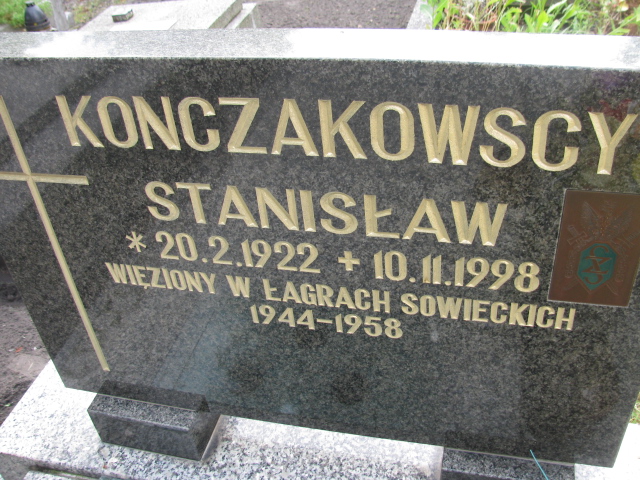 KONCZAKOWSCY
STANISŁAW
* 20.2.1922 + 10.11.1998
WIĘZIONY W ŁAGRACH SOWIECKICH
1944-1958